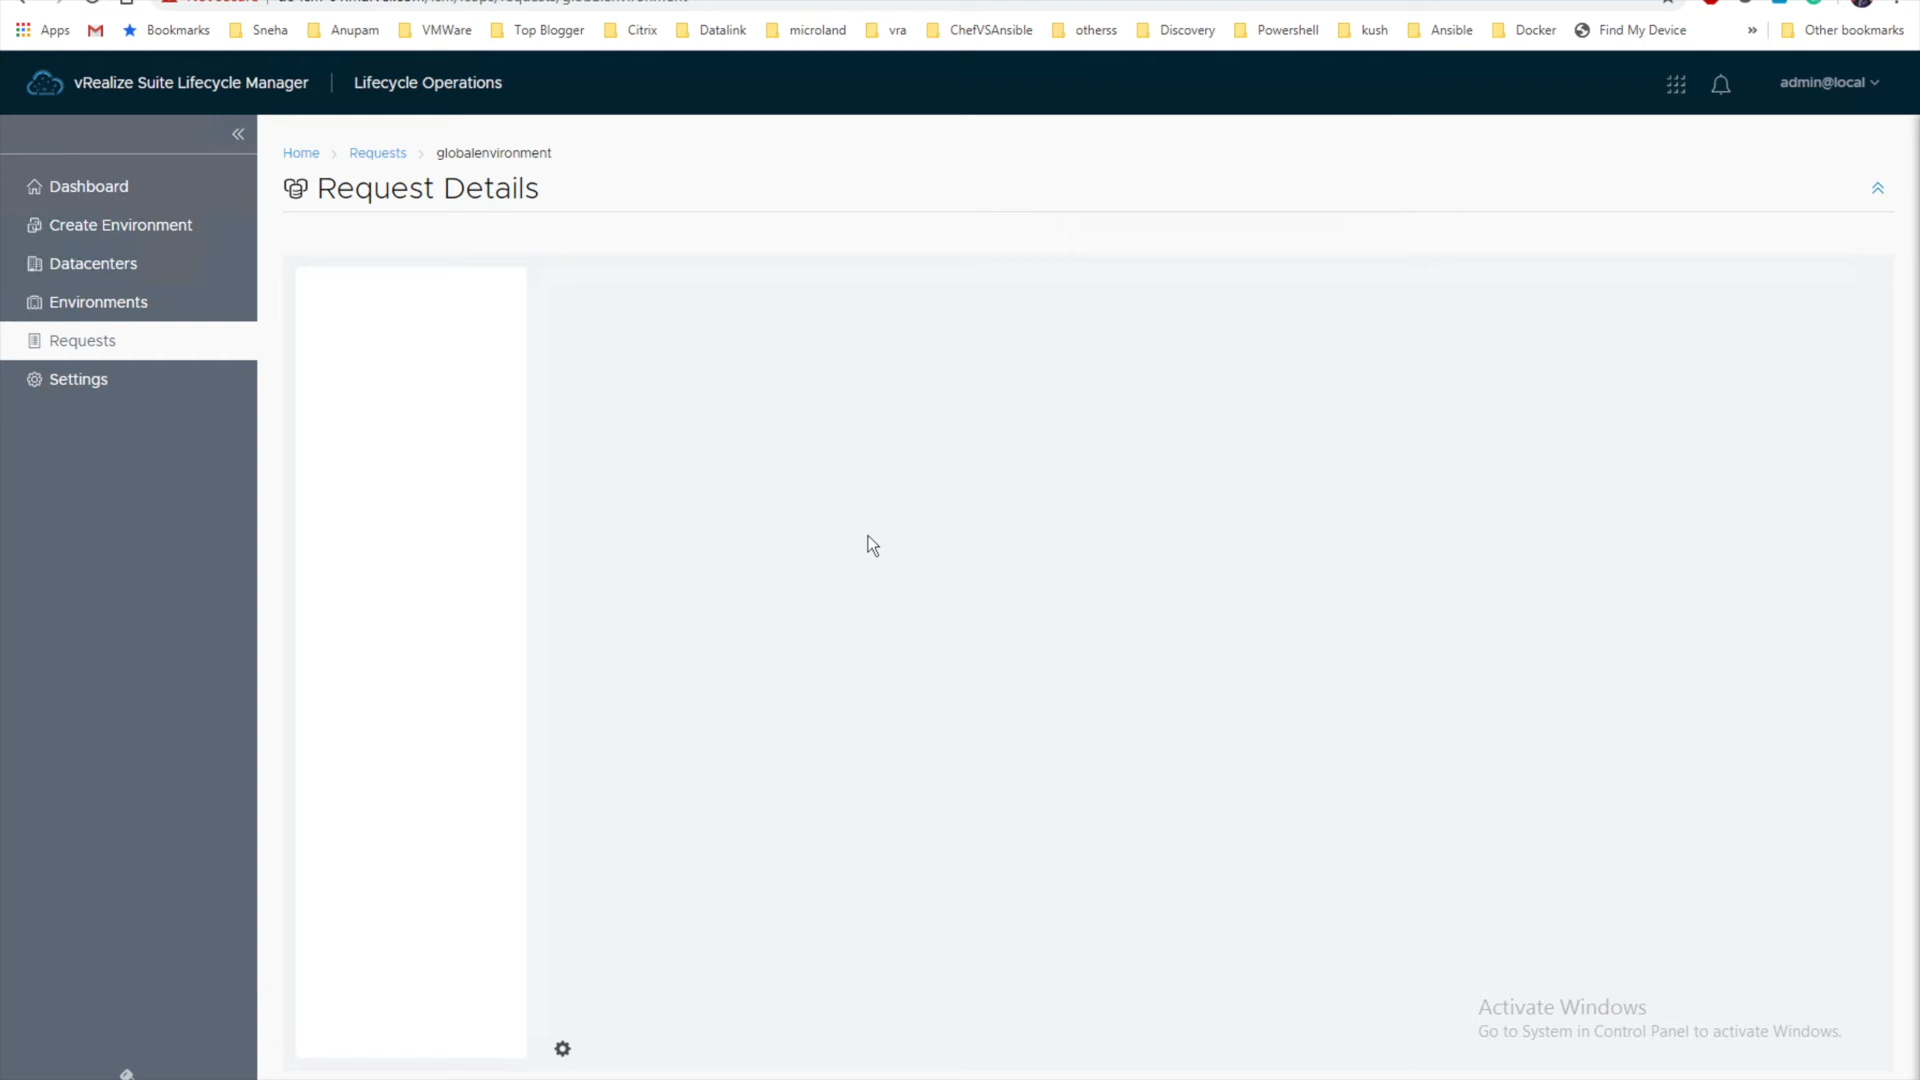 Apps Bookmarks Sneha Anupam VMWare Top Blogger Citrix Datalink microland vra ChefVSAnsible otherss Discovery Powershell kush Ansible Docker Find My Device » Other bookmarks
vRealize Suite Lifecycle Manager | Lifecycle Operations admin@local
Home > Requests > globalenvironment
Request Details
Dashboard
Create Environment
Datacenters
Environments
Requests
Settings
Activate Windows
Go to System in Control Panel to activate Windows.